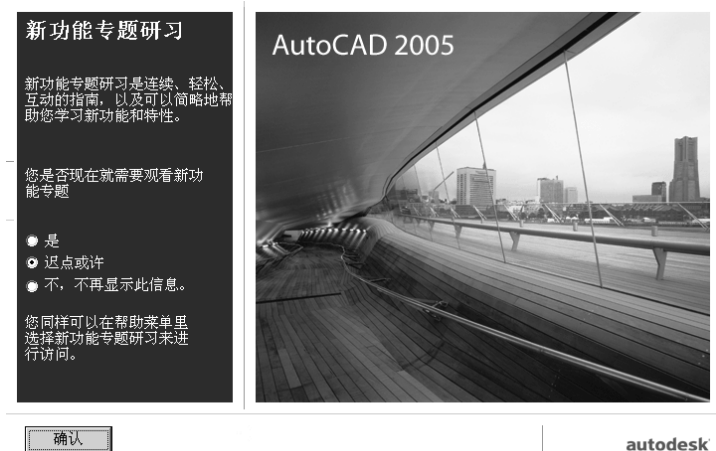 新功能专题研习
新功能专题研习是连续、轻松、
互动的指南，以及可以简略地帮
助您学习新功能和特性。
您是否现在就需要观看新功
能专题
是
迟点或许
不，不再显示此信息。
您同样可以在帮助菜单里
选择新功能专题研习来进
行访问。
AutoCAD 2005
确认
autodesk